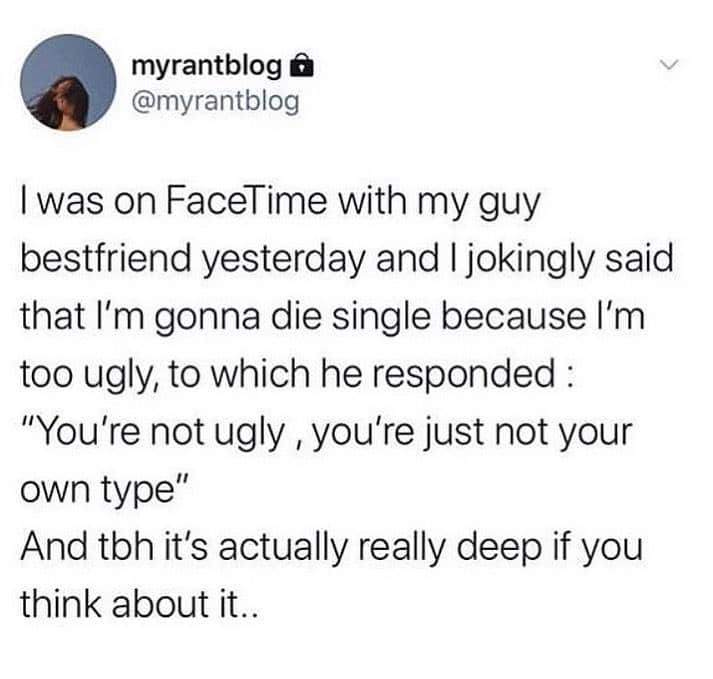 myrantblog
@myrantblog
I was on FaceTime with my guy
bestfriend yesterday and I jokingly said
that I'm gonna die single because I'm
too ugly, to which he responded :
"You're not ugly , you're just not your
own type"
And tbh it's actually really deep if you
think about it..